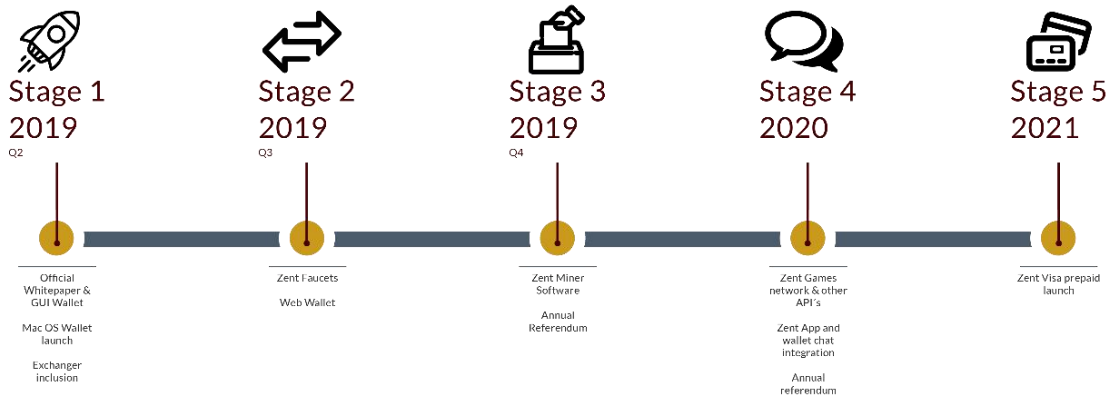 Stage 1
2019
Q2
Stage 2
2019
Q3
Stage 3
2019
Q4
Stage 4
2020
Stage 5
2021
Official
Whitepaper &
GUI Wallet
Mac OS Wallet
launch
Exchanger
inclusion
Zent Faucets
Web Wallet
Zent Miner
Software
Annual
Referendum
Zent Games
network & other
API´s
Zent App and
wallet chat
integration
Annual
referendum
Zent Visa prepaid
launch